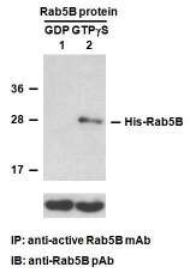 Rab5B protein
GDP GTPγS
1 2
36
28 — His-Rab5B
17
IP: anti-active Rab5B mAb
IB: anti-Rab5B pAb